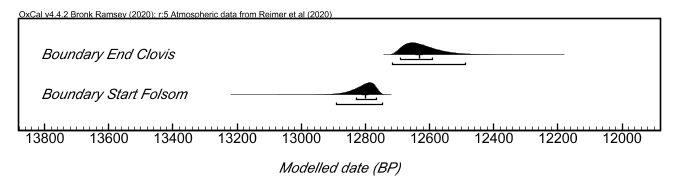 OxCal v4.4.2 Bronk Ramsey (2020); r:5 Atmospheric data from Reimer et al (2020)
Boundary End Clovis
Boundary Start Folsom
13800 13600 13400 13200 13000 12800 12600 12400 12200 12000
Modelled date (BP)